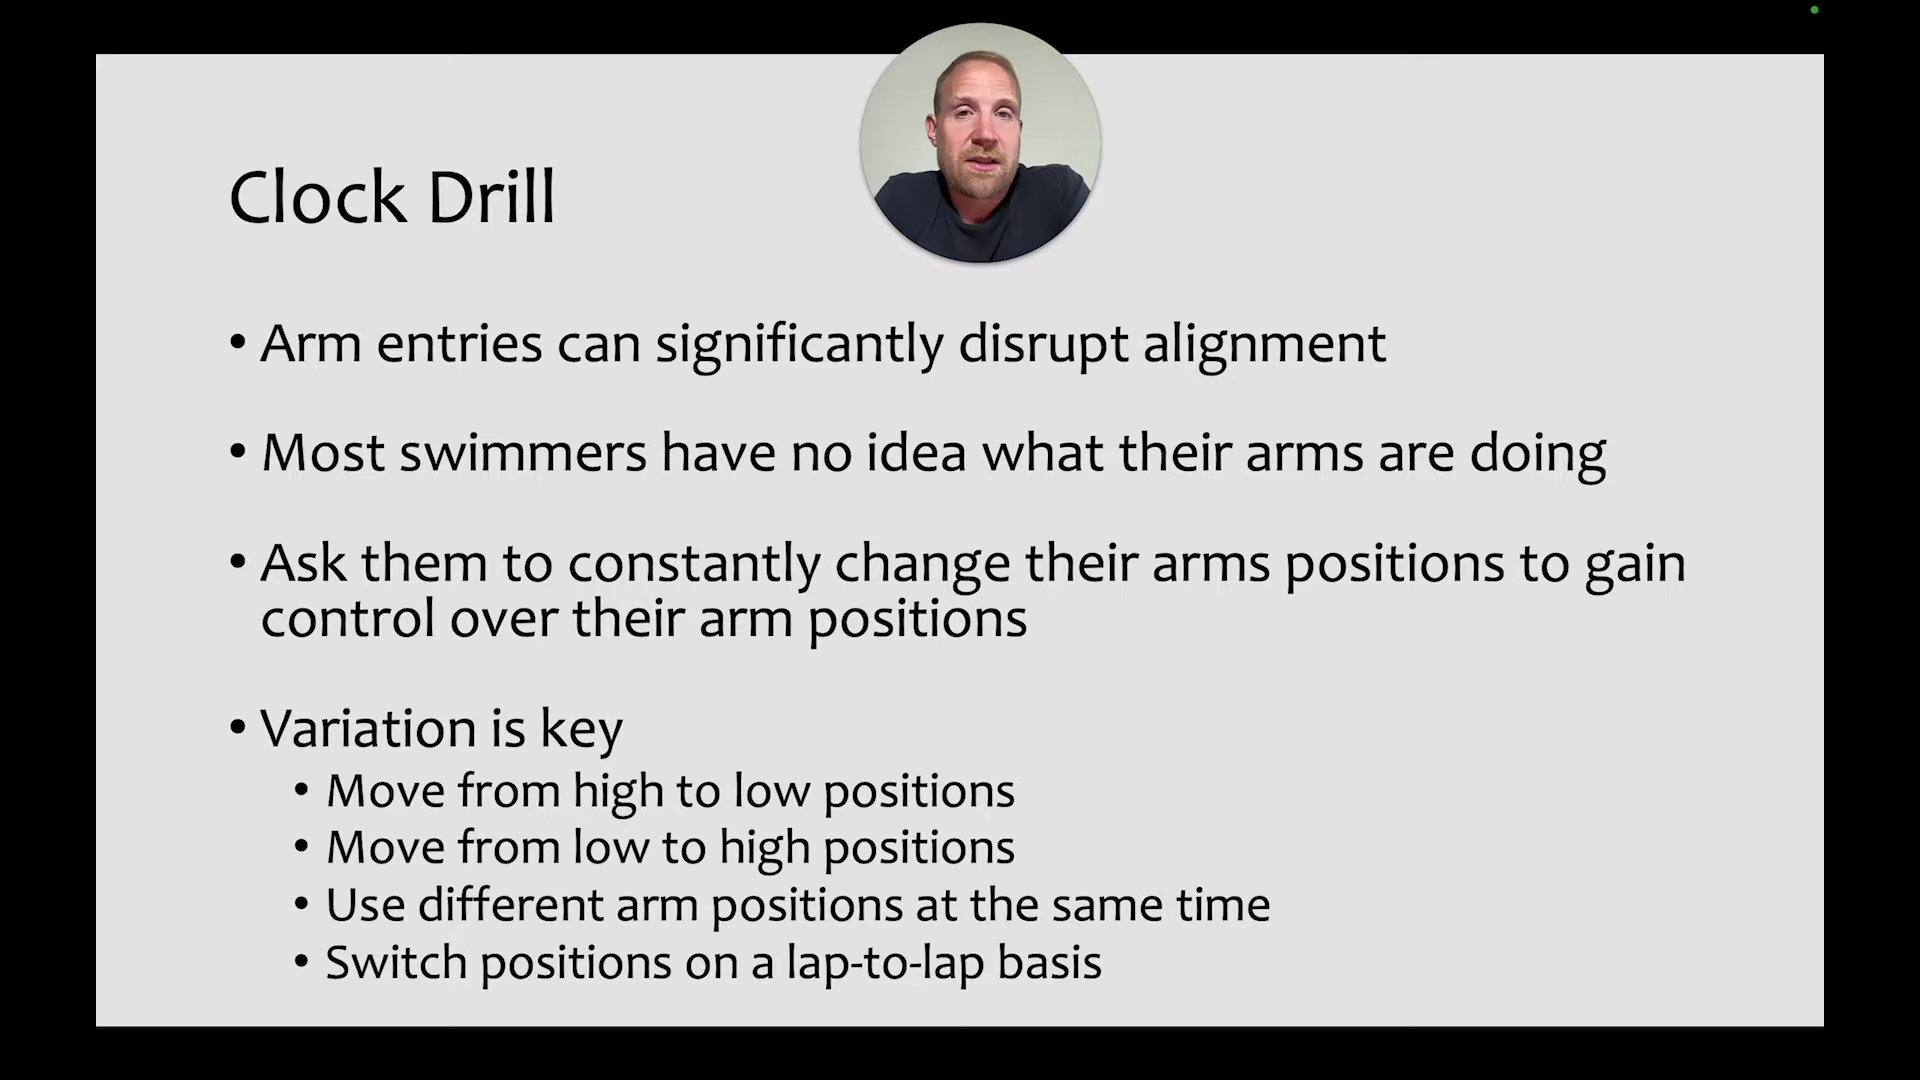 Clock Drill
• Arm entries can significantly disrupt alignment
• Most swimmers have no idea what their arms are doing
• Ask them to constantly change their arms positions to gain
control over their arm positions
• Variation is key
• Move from high to low positions
• Move from low to high positions
• Use different arm positions at the same time
• Switch positions on a lap-to-lap basis